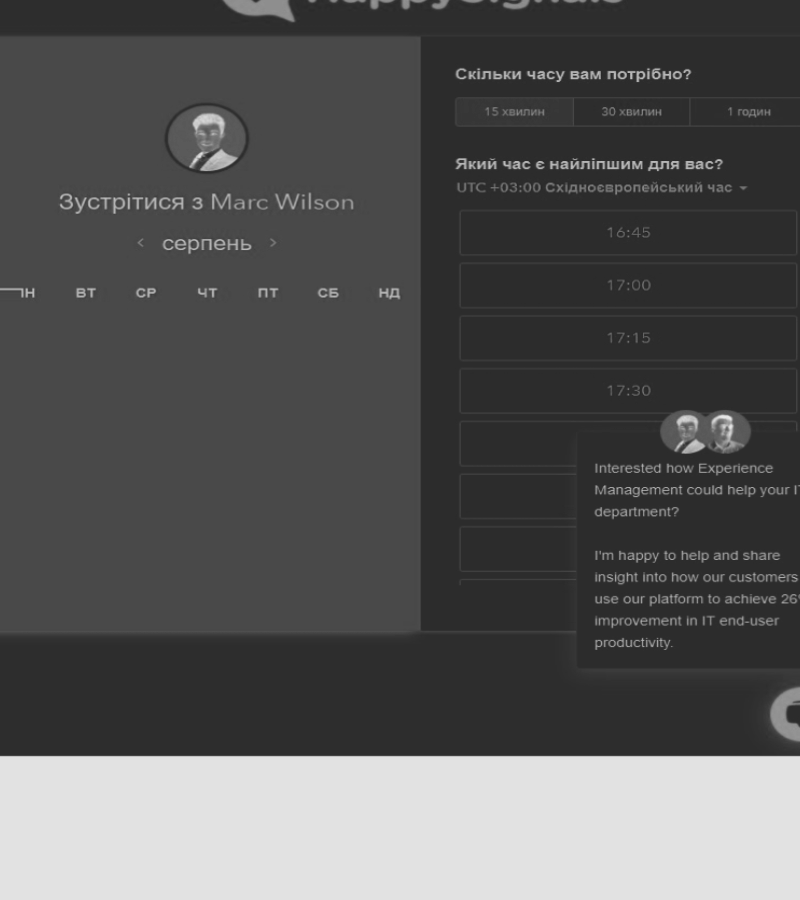 HappySignals
Зустрітися з Marc Wilson
серпень
ВТ СР ЧТ ПТ СБ НД
Скільки часу вам потрібно?
15 хвилин 30 хвилин 1 годин
Який час є найліпшим для вас?
UTC +03:00 Східноєвропейський час
16:45
17:00
17:15
17:30
Interested how Experience
Management could help your IT
department?
I'm happy to help and share
insight into how our customers
use our platform to achieve 26%
improvement in IT end-user
productivity.